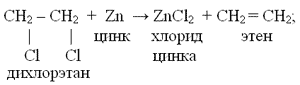 CH₂ – CH₂ + Zn → ZnCl₂ + CH₂ = CH₂;
| | цинк хлорид этен
Cl Cl цинка
дихлорэтан